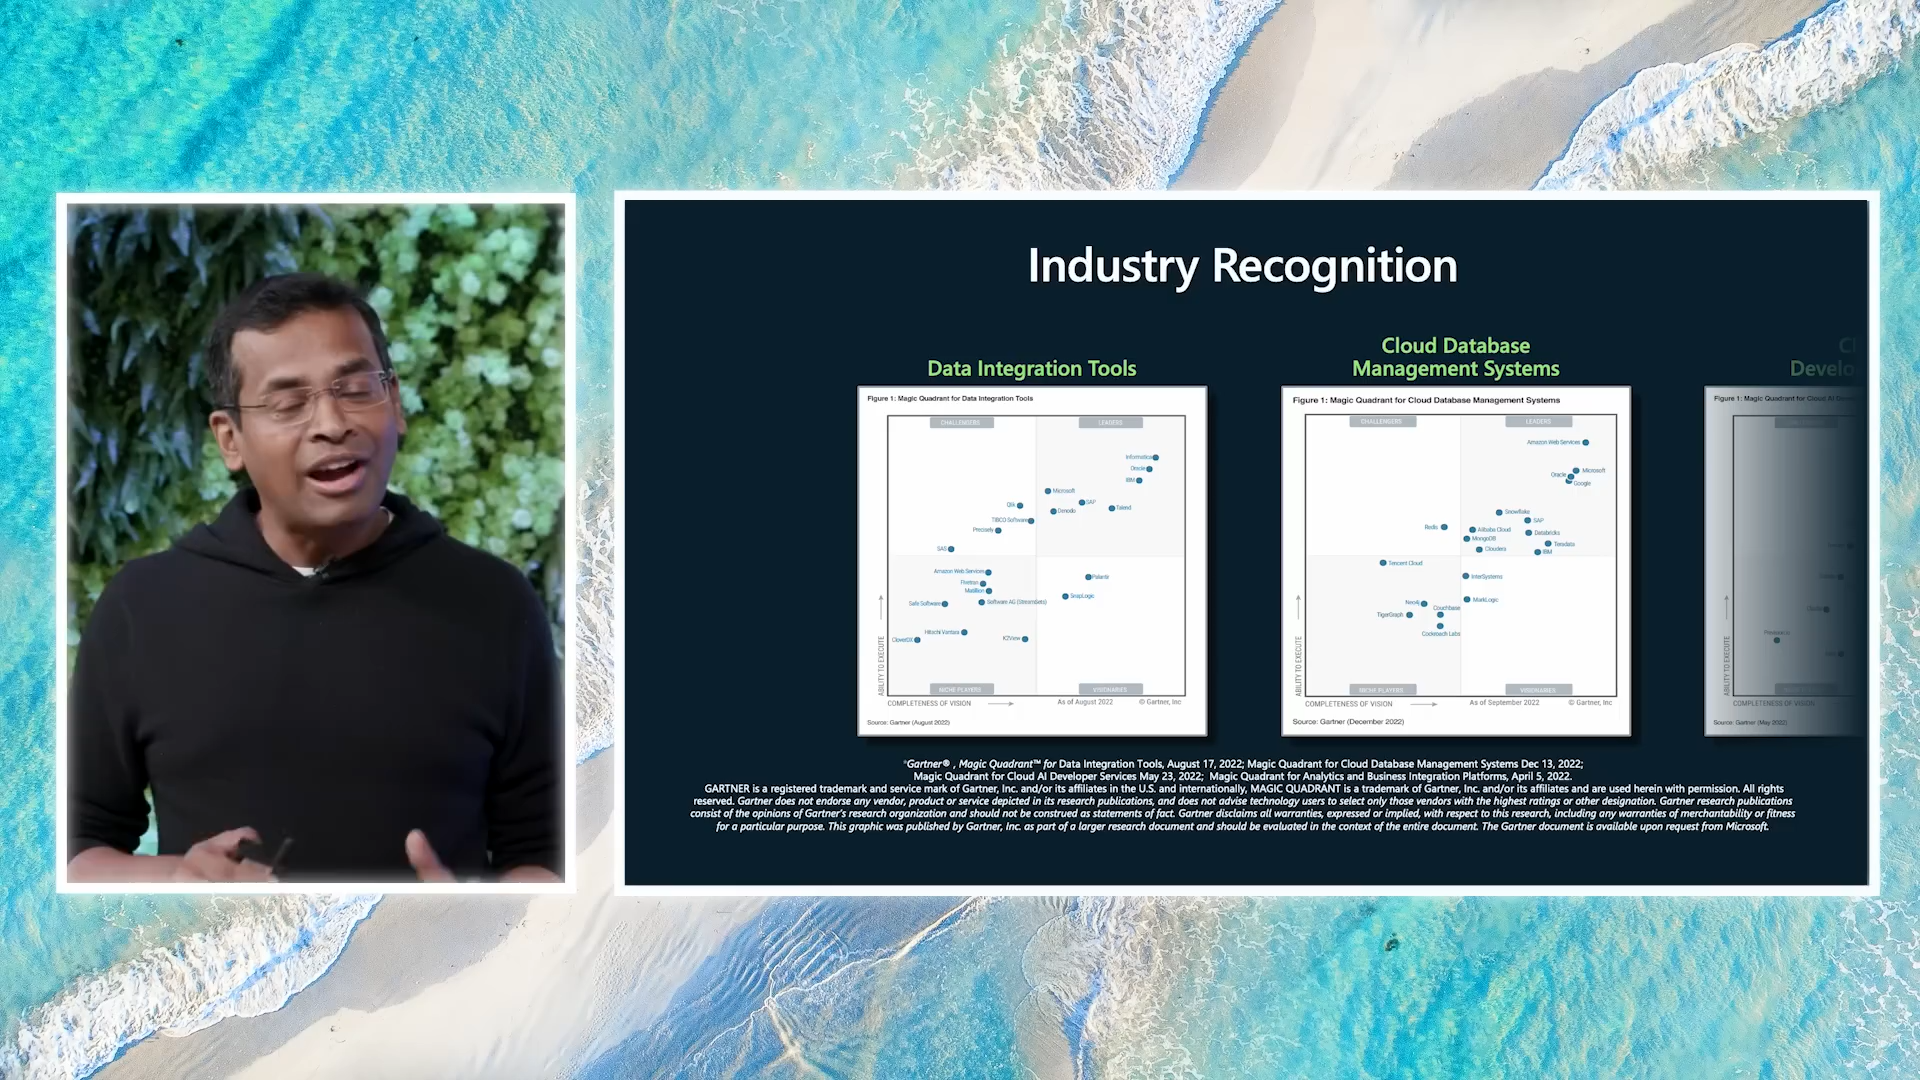 Industry Recognition
Data Integration Tools
Figure 1: Magic Quadrant for Data Integration Tools
CHALLENGERS
LEADERS
Informatica
Oracle
IBM
Microsoft
SAP
Denodo
Talend
Qlik
TIBCO Software
Precisely
SAS
Amazon Web Services
Fivetran
Matillion
Safe Software
Software AG (StreamSets)
Palantir
SnapLogic
Hitachi Vantara
CloverDX
K2View
NICHE PLAYERS
VISIONARIES
ABILITY TO EXECUTE
COMPLETENESS OF VISION
As of August 2022
© Gartner, Inc
Source: Gartner (August 2022)
Cloud Database
Management Systems
Figure 1: Magic Quadrant for Cloud Database Management Systems
CHALLENGERS
LEADERS
Amazon Web Services
Microsoft
Oracle
Google
Snowflake
SAP
Redis
Alibaba Cloud
Databricks
MongoDB
Teradata
Cloudera
IBM
Tencent Cloud
InterSystems
MarkLogic
Neo4j
Couchbase
TigerGraph
Cockroach Labs
NICHE PLAYERS
VISIONARIES
ABILITY TO EXECUTE
COMPLETENESS OF VISION
As of September 2022
© Gartner, Inc
Source: Gartner (December 2022)
Cl
Develo
Figure 1: Magic Quadrant for Cloud AI
ABILITY TO EXECUTE
COMPLETENESS OF VISION
Source: Gartner (May 2022)
*Gartner® , Magic Quadrant™ for Data Integration Tools, August 17, 2022; Magic Quadrant for Cloud Database Management Systems Dec 13, 2022;
Magic Quadrant for Cloud AI Developer Services May 23, 2022; Magic Quadrant for Analytics and Business Integration Platforms, April 5, 2022.
GARTNER is a registered trademark and service mark of Gartner, Inc. and/or its affiliates in the U.S. and internationally, MAGIC QUADRANT is a trademark of Gartner, Inc. and/or its affiliates and are used herein with permission. All rights
reserved. Gartner does not endorse any vendor, product or service depicted in its research publications, and does not advise technology users to select only those vendors with the highest ratings or other designation. Gartner research publications
consist of the opinions of Gartner's research organization and should not be construed as statements of fact. Gartner disclaims all warranties, expressed or implied, with respect to this research, including any warranties of merchantability or fitness
for a particular purpose. This graphic was published by Gartner, Inc. as part of a larger research document and should be evaluated in the context of the entire document. The Gartner document is available upon request from Microsoft.